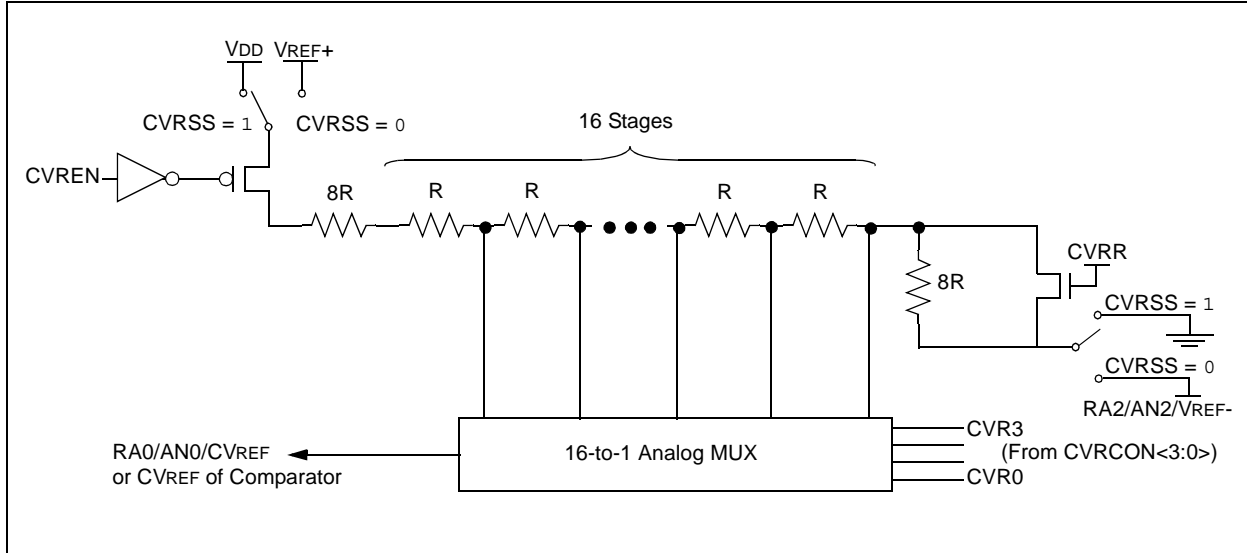 VDD VREF+
CVRSS = 1 CVRSS = 0
16 Stages
CVREN
8R R R R R
CVRR
8R
CVRSS = 1
CVRSS = 0
RA2/AN2/VREF-
RA0/AN0/CVREF
or CVREF of Comparator
16-to-1 Analog MUX
CVR3
(From CVRCON<3:0>)
CVR0